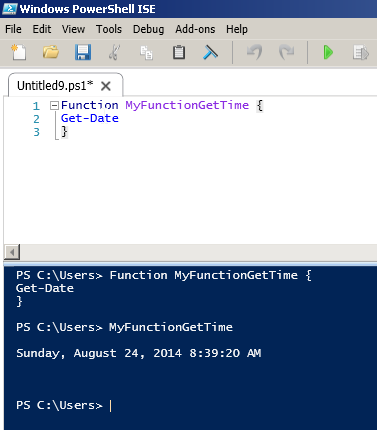 Windows PowerShell ISE
File Edit View Tools Debug Add-ons Help
Untitled9.ps1*
1 Function MyFunctionGetTime {
2 Get-Date
3 }
PS C:\Users> Function MyFunctionGetTime {
Get-Date
}
PS C:\Users> MyFunctionGetTime
Sunday, August 24, 2014 8:39:20 AM
PS C:\Users>